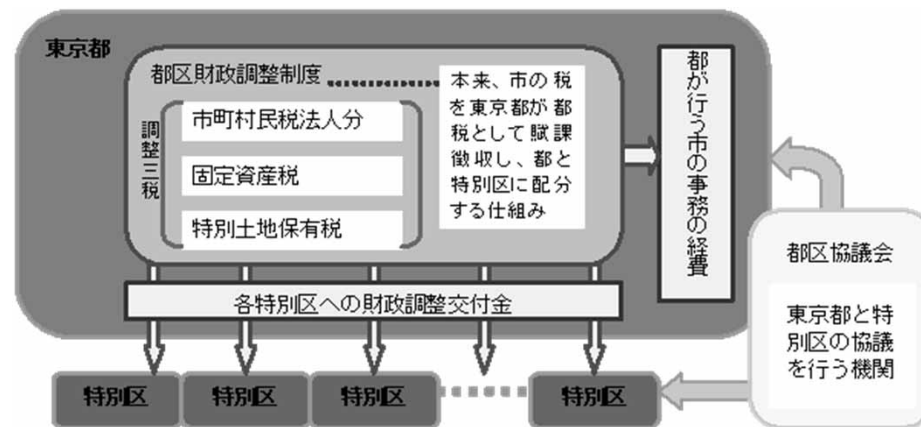 東京都
都区財政調整制度
調整三税
市町村民税法人分
固定資産税
特別土地保有税
本来、市の税
を東京都が都
税として賦課
徴収し、都と
特別区に配分
する仕組み
都が行う市の事務の経費
各特別区への財政調整交付金
都区協議会
東京都と特
別区の協議
を行う機関
特別区
特別区
特別区
特別区